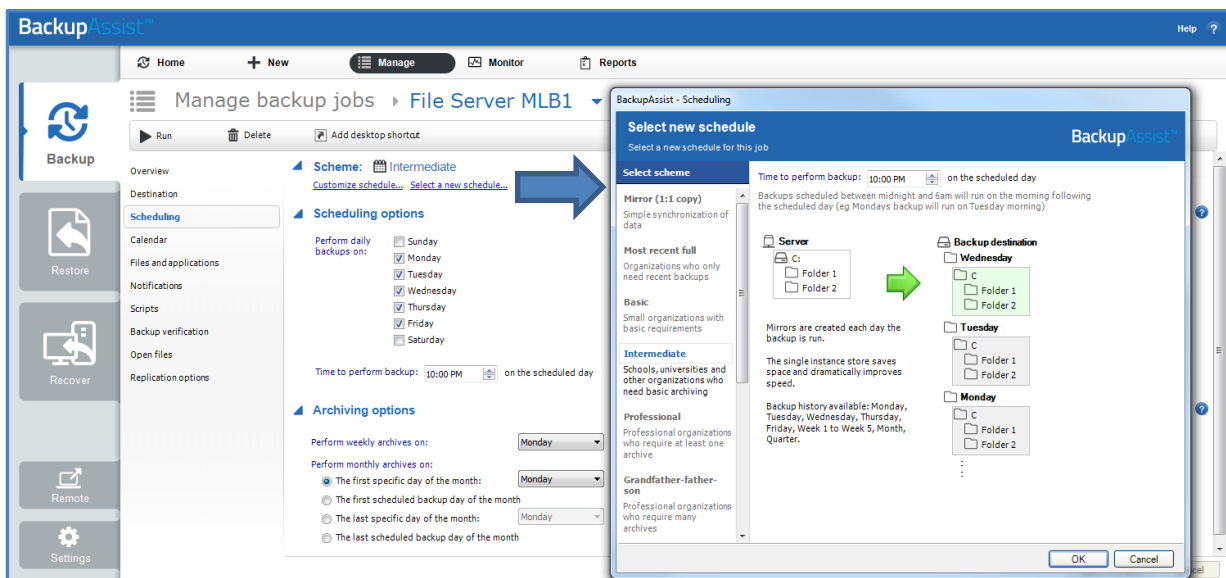 BackupAssist™
Help ?
Home
New
Manage
Monitor
Reports
Backup
Restore
Recover
Remote
Settings
Manage backup jobs File Server MLB1
Run
Delete
Add desktop shortcut
Overview
Destination
Scheduling
Calendar
Files and applications
Notifications
Scripts
Backup verification
Open files
Replication options
Scheme: Intermediate
Customize schedule... Select a new schedule...
Scheduling options
Perform daily
backups on:
Sunday
Monday
Tuesday
Wednesday
Thursday
Friday
Saturday
Time to perform backup: 10:00 PM on the scheduled day
Archiving options
Perform weekly archives on: Monday
Perform monthly archives on:
The first specific day of the month: Monday
The first scheduled backup day of the month
The last specific day of the month: Monday
The last scheduled backup day of the month
BackupAssist - Scheduling
Select new schedule
Select a new schedule for this job
BackupAssist™
Select scheme
Mirror (1:1 copy)
Simple synchronization of
data
Most recent full
Organizations who only
need recent backups
Basic
Small organizations with
basic requirements
Intermediate
Schools, universities and
other organizations who
need basic archiving
Professional
Professional organizations
who require at least one
archive
Grandfather-father-
son
Professional organizations
who require many
archives
Time to perform backup: 10:00 PM on the scheduled day
Backups scheduled between midnight and 6am will run on the morning following
the scheduled day (eg Mondays backup will run on Tuesday morning)
Server
C:
Folder 1
Folder 2
Mirrors are created each day the
backup is run.
The single instance store saves
space and dramatically improves
speed.
Backup history available: Monday,
Tuesday, Wednesday, Thursday,
Friday, Week 1 to Week 5, Month,
Quarter.
Backup destination
Wednesday
C
Folder 1
Folder 2
Tuesday
C
Folder 1
Folder 2
Monday
C
Folder 1
Folder 2
OK
Cancel
?
?
cel